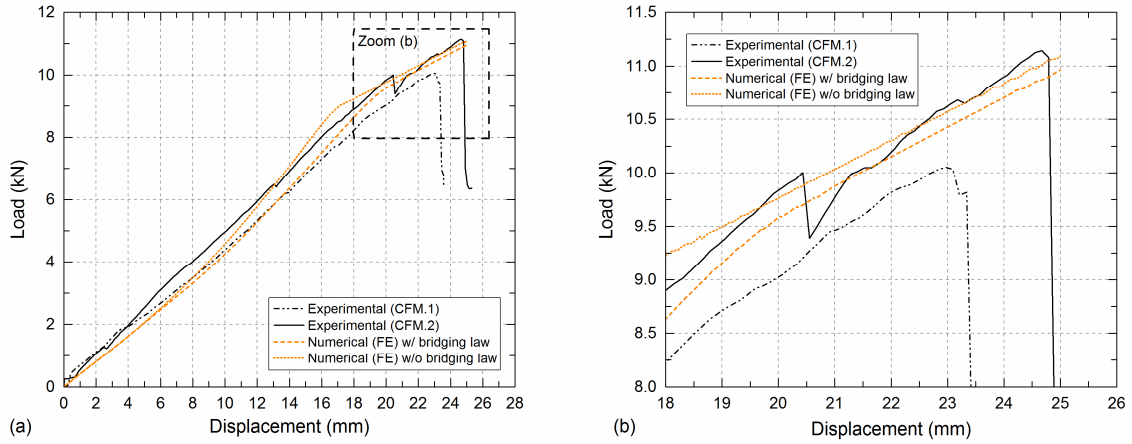 12
10
8
6
4
2
0
Load (kN)
Zoom (b)
Experimental (CFM.1)
Experimental (CFM.2)
Numerical (FE) w/ bridging law
Numerical (FE) w/o bridging law
0 2 4 6 8 10 12 14 16 18 20 22 24 26 28
Displacement (mm)
(a)
11.5
11.0
10.5
10.0
9.5
9.0
8.5
8.0
Load (kN)
Experimental (CFM.1)
Experimental (CFM.2)
Numerical (FE) w/ bridging law
Numerical (FE) w/o bridging law
18 19 20 21 22 23 24 25 26
Displacement (mm)
(b)